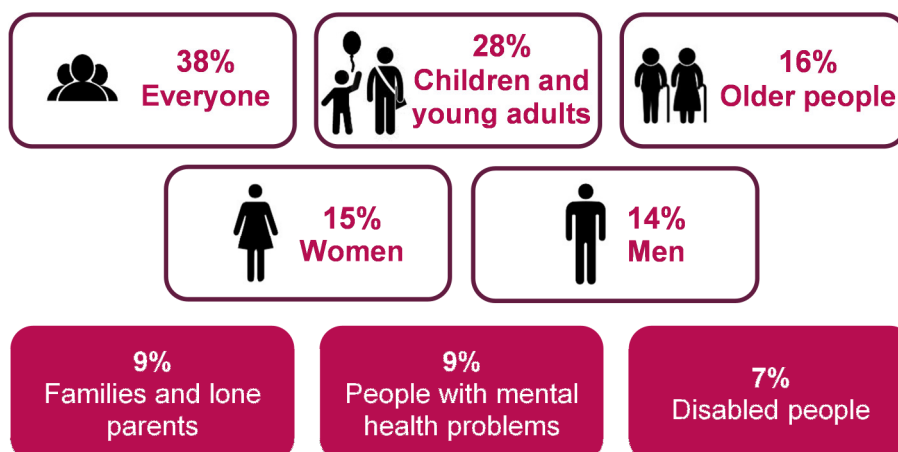 38%
Everyone
28%
Children and
young adults
16%
Older people
15%
Women
14%
Men
9%
Families and lone
parents
9%
People with mental
health problems
7%
Disabled people